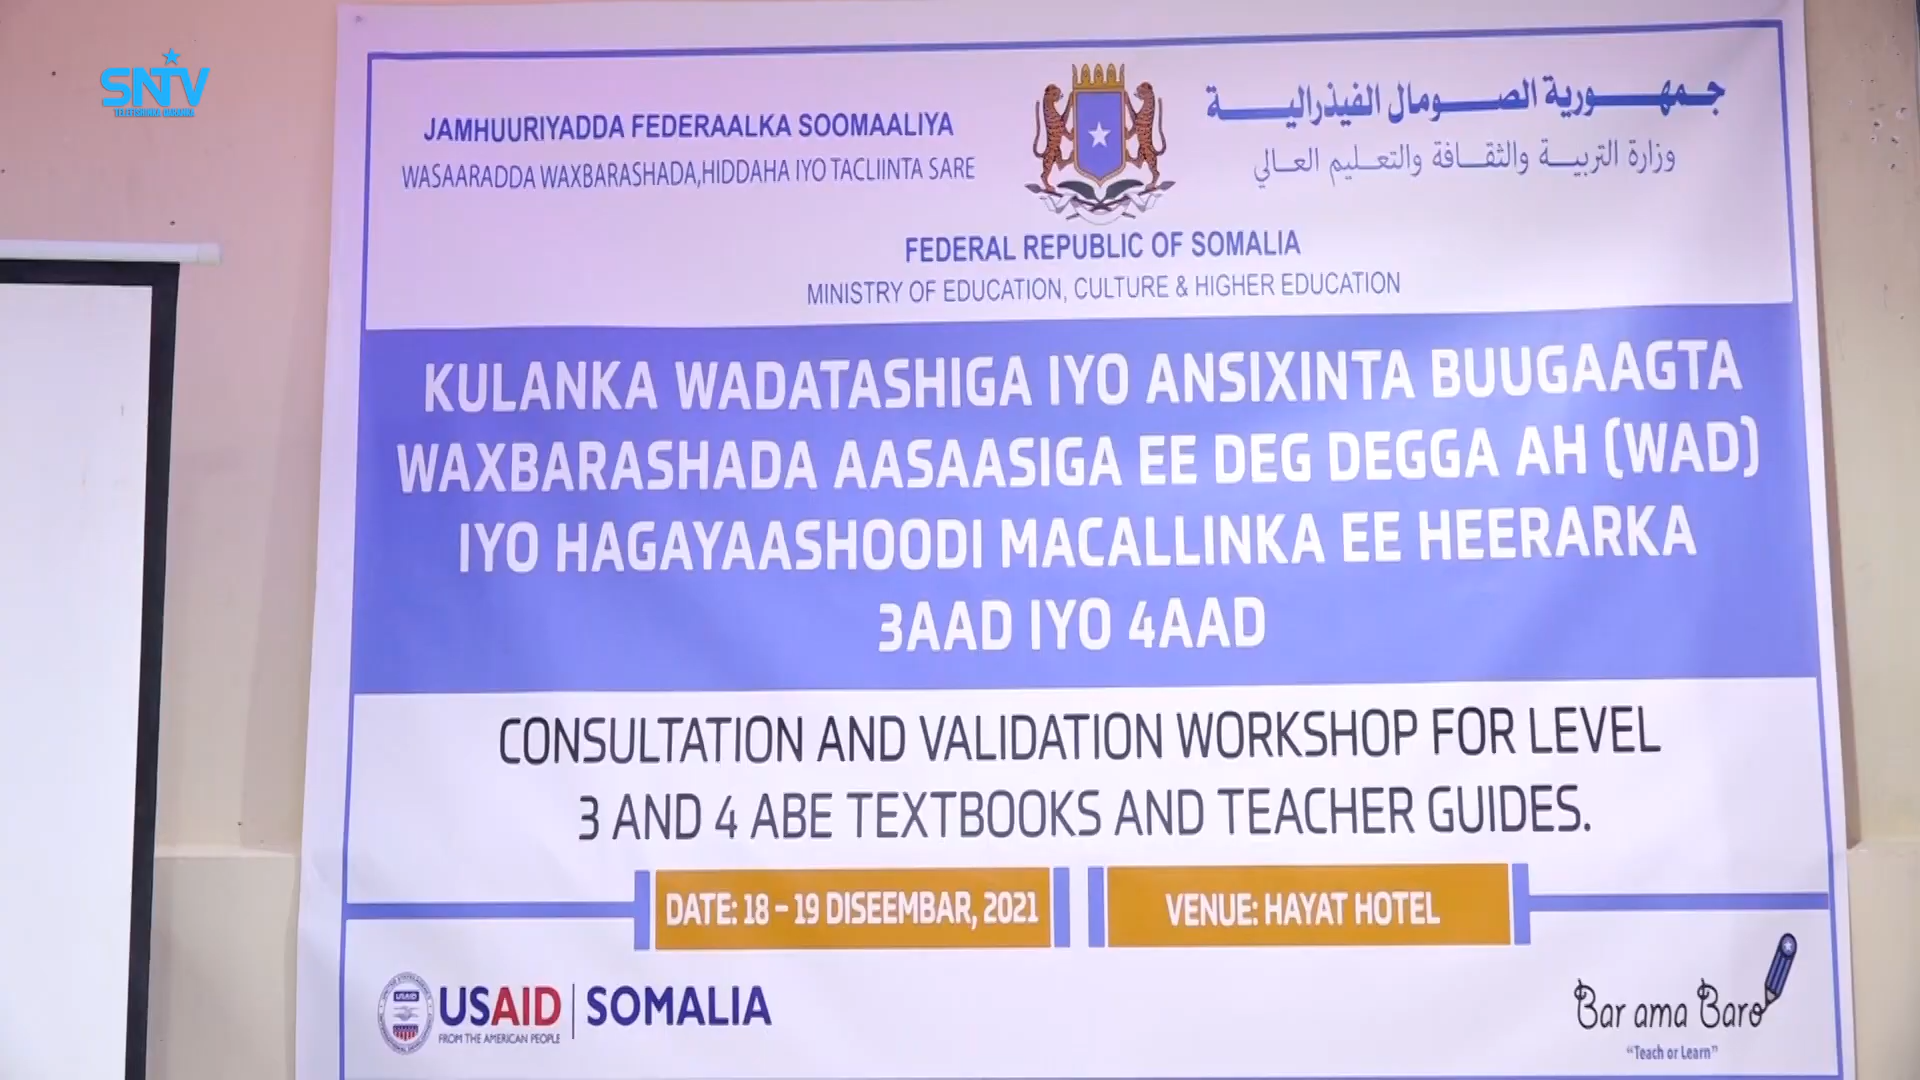 SNTV
JAMHUURIYADDA FEDERAALKA SOOMAALIYA
WASAARADDA WAXBARASHADA,HIDDAHA IYO TACLIINTA SARE
جمهورية الصومال الفيذرالية
وزارة التربية والثقافة والتعليم العالي
FEDERAL REPUBLIC OF SOMALIA
MINISTRY OF EDUCATION, CULTURE & HIGHER EDUCATION
KULANKA WADATASHIGA IYO ANSIXINTA BUUGAAGTA
WAXBARASHADA AASAASIGA EE DEG DEGGA AH (WAD)
IYO HAGAYAASHOODI MACALLINKA EE HEERARKA
3AAD IYO 4AAD
CONSULTATION AND VALIDATION WORKSHOP FOR LEVEL
3 AND 4 ABE TEXTBOOKS AND TEACHER GUIDES.
DATE: 18 – 19 DISEEMBAR, 2021
VENUE: HAYAT HOTEL
USAID
USAID | SOMALIA
FROM THE AMERICAN PEOPLE
Bar ama Baro
"Teach or Learn"